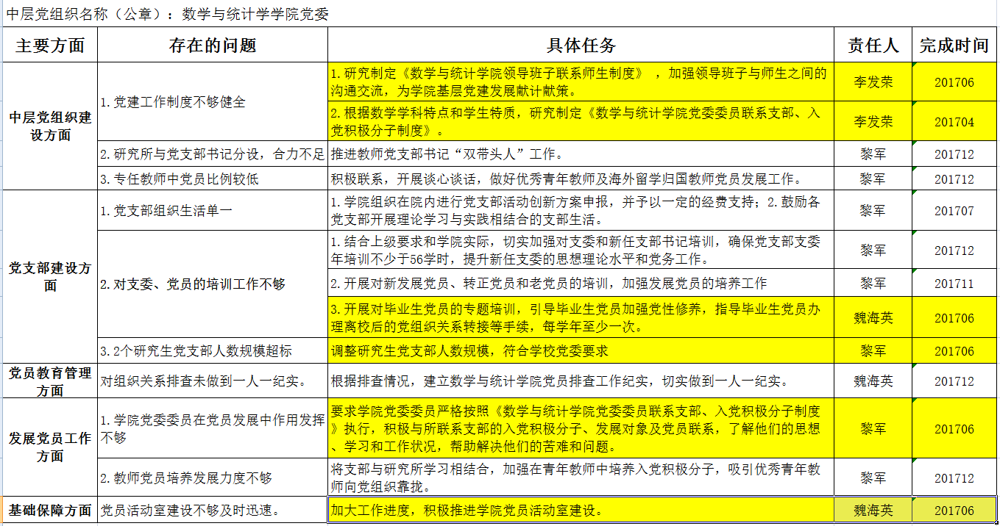 中层党组织名称（公章）：数学与统计学学院党委
主要方面 存在的问题 具体任务 责任人 完成时间
中层党组织建
设方面
1.党建工作制度不够健全
1.研究制定《数学与统计学院领导班子联系师生制度》 ，加强领导班子与师生之间的
沟通交流，为学院基层党建发展献计献策。
李发荣 201706
2.根据数学学科特点和学生特质，研究制定《数学与统计学院党委委员联系支部、入
党积极分子制度》。
李发荣 201704
2.研究所与党支部书记分设，合力不足 推进教师党支部书记“双带头人”工作。 黎军 201712
3.专任教师中党员比例较低 积极联系，开展谈心谈话，做好优秀青年教师及海外留学归国教师党员发展工作。 黎军 201712
党支部建设方
面
1.党支部组织生活单一
1.学院组织在院内进行党支部活动创新方案申报，并予以一定的经费支持；2.鼓励各
党支部开展理论学习与实践相结合的支部生活。
黎军 201707
2.对支委、党员的培训工作不够
1.结合上级要求和学院实际，切实加强对支委和新任支部书记培训，确保党支部支委
年培训不少于56学时，提升新任支委的思想理论水平和党务工作。
黎军 201712
2.开展对新发展党员、转正党员和老党员的培训，加强发展党员的培养工作 黎军 201711
3.开展对毕业生党员的专题培训，引导毕业生党员加强党性修养，指导毕业生党员办
理离校后的党组织关系转接等手续，每学年至少一次。
魏海英 201706
3.2个研究生党支部人数规模超标 调整研究生党支部人数规模，符合学校党委要求 黎军 201706
党员教育管理
方面
对组织关系排查未做到一人一纪实。 根据排查情况，建立数学与统计学院党员排查工作纪实，切实做到一人一纪实。 魏海英 201712
发展党员工作
方面
1.学院党委委员在党员发展中作用发挥
不够
要求学院党委委员严格按照《数学与统计学院党委委员联系支部、入党积极分子制度
》执行，积极与所联系支部的入党积极分子、发展对象及党员联系，了解他们的思想
、学习和工作状况，帮助解决他们的苦难和问题。
黎军 201706
2.教师党员培养发展力度不够
将支部与研究所学习相结合，加强在青年教师中培养入党积极分子，吸引优秀青年教
师向党组织靠拢。
黎军 201712
基础保障方面 党员活动室建设不够及时迅速。 加大工作进度，积极推进学院党员活动室建设。 魏海英 201706